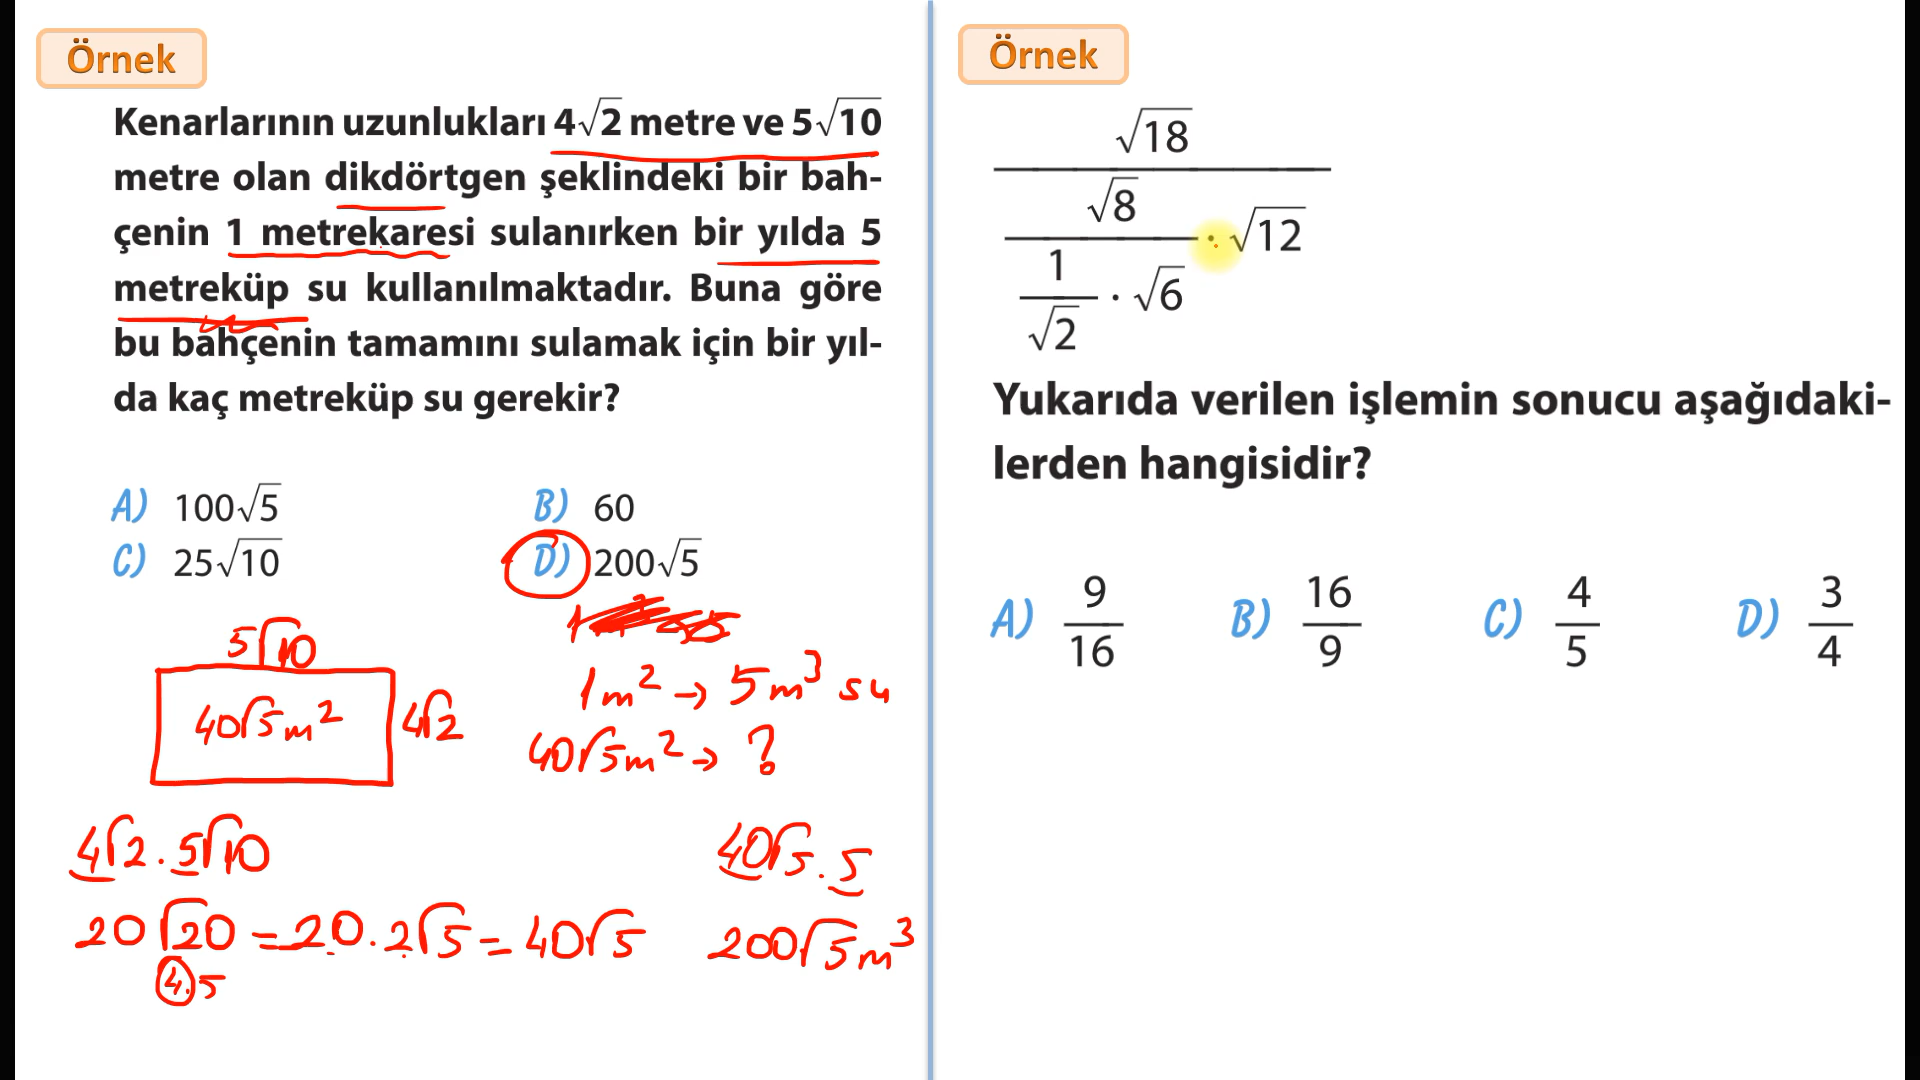 Örnek
Kenarlarının uzunlukları 4√2 metre ve 5√10
metre olan dikdörtgen şeklindeki bir bah-
çenin 1 metrekaresi sulanırken bir yılda 5
metreküp su kullanılmaktadır. Buna göre
bu bahçenin tamamını sulamak için bir yıl-
da kaç metreküp su gerekir?
A) 100√5 B) 60
C) 25√10 D) 200√5
5√10
40√5 m² 4√2
1m² → 5m³ su
40√5m² → ?
4√2 . 5√10
20√20 = 20.2√5 = 40√5
4.5
40√5 . 5
200√5 m³
Örnek
√18
√8
· √12
1
· √6
√2
Yukarıda verilen işlemin sonucu aşağıdaki-
lerden hangisidir?
A) 9/16 B) 16/9 C) 4/5 D) 3/4